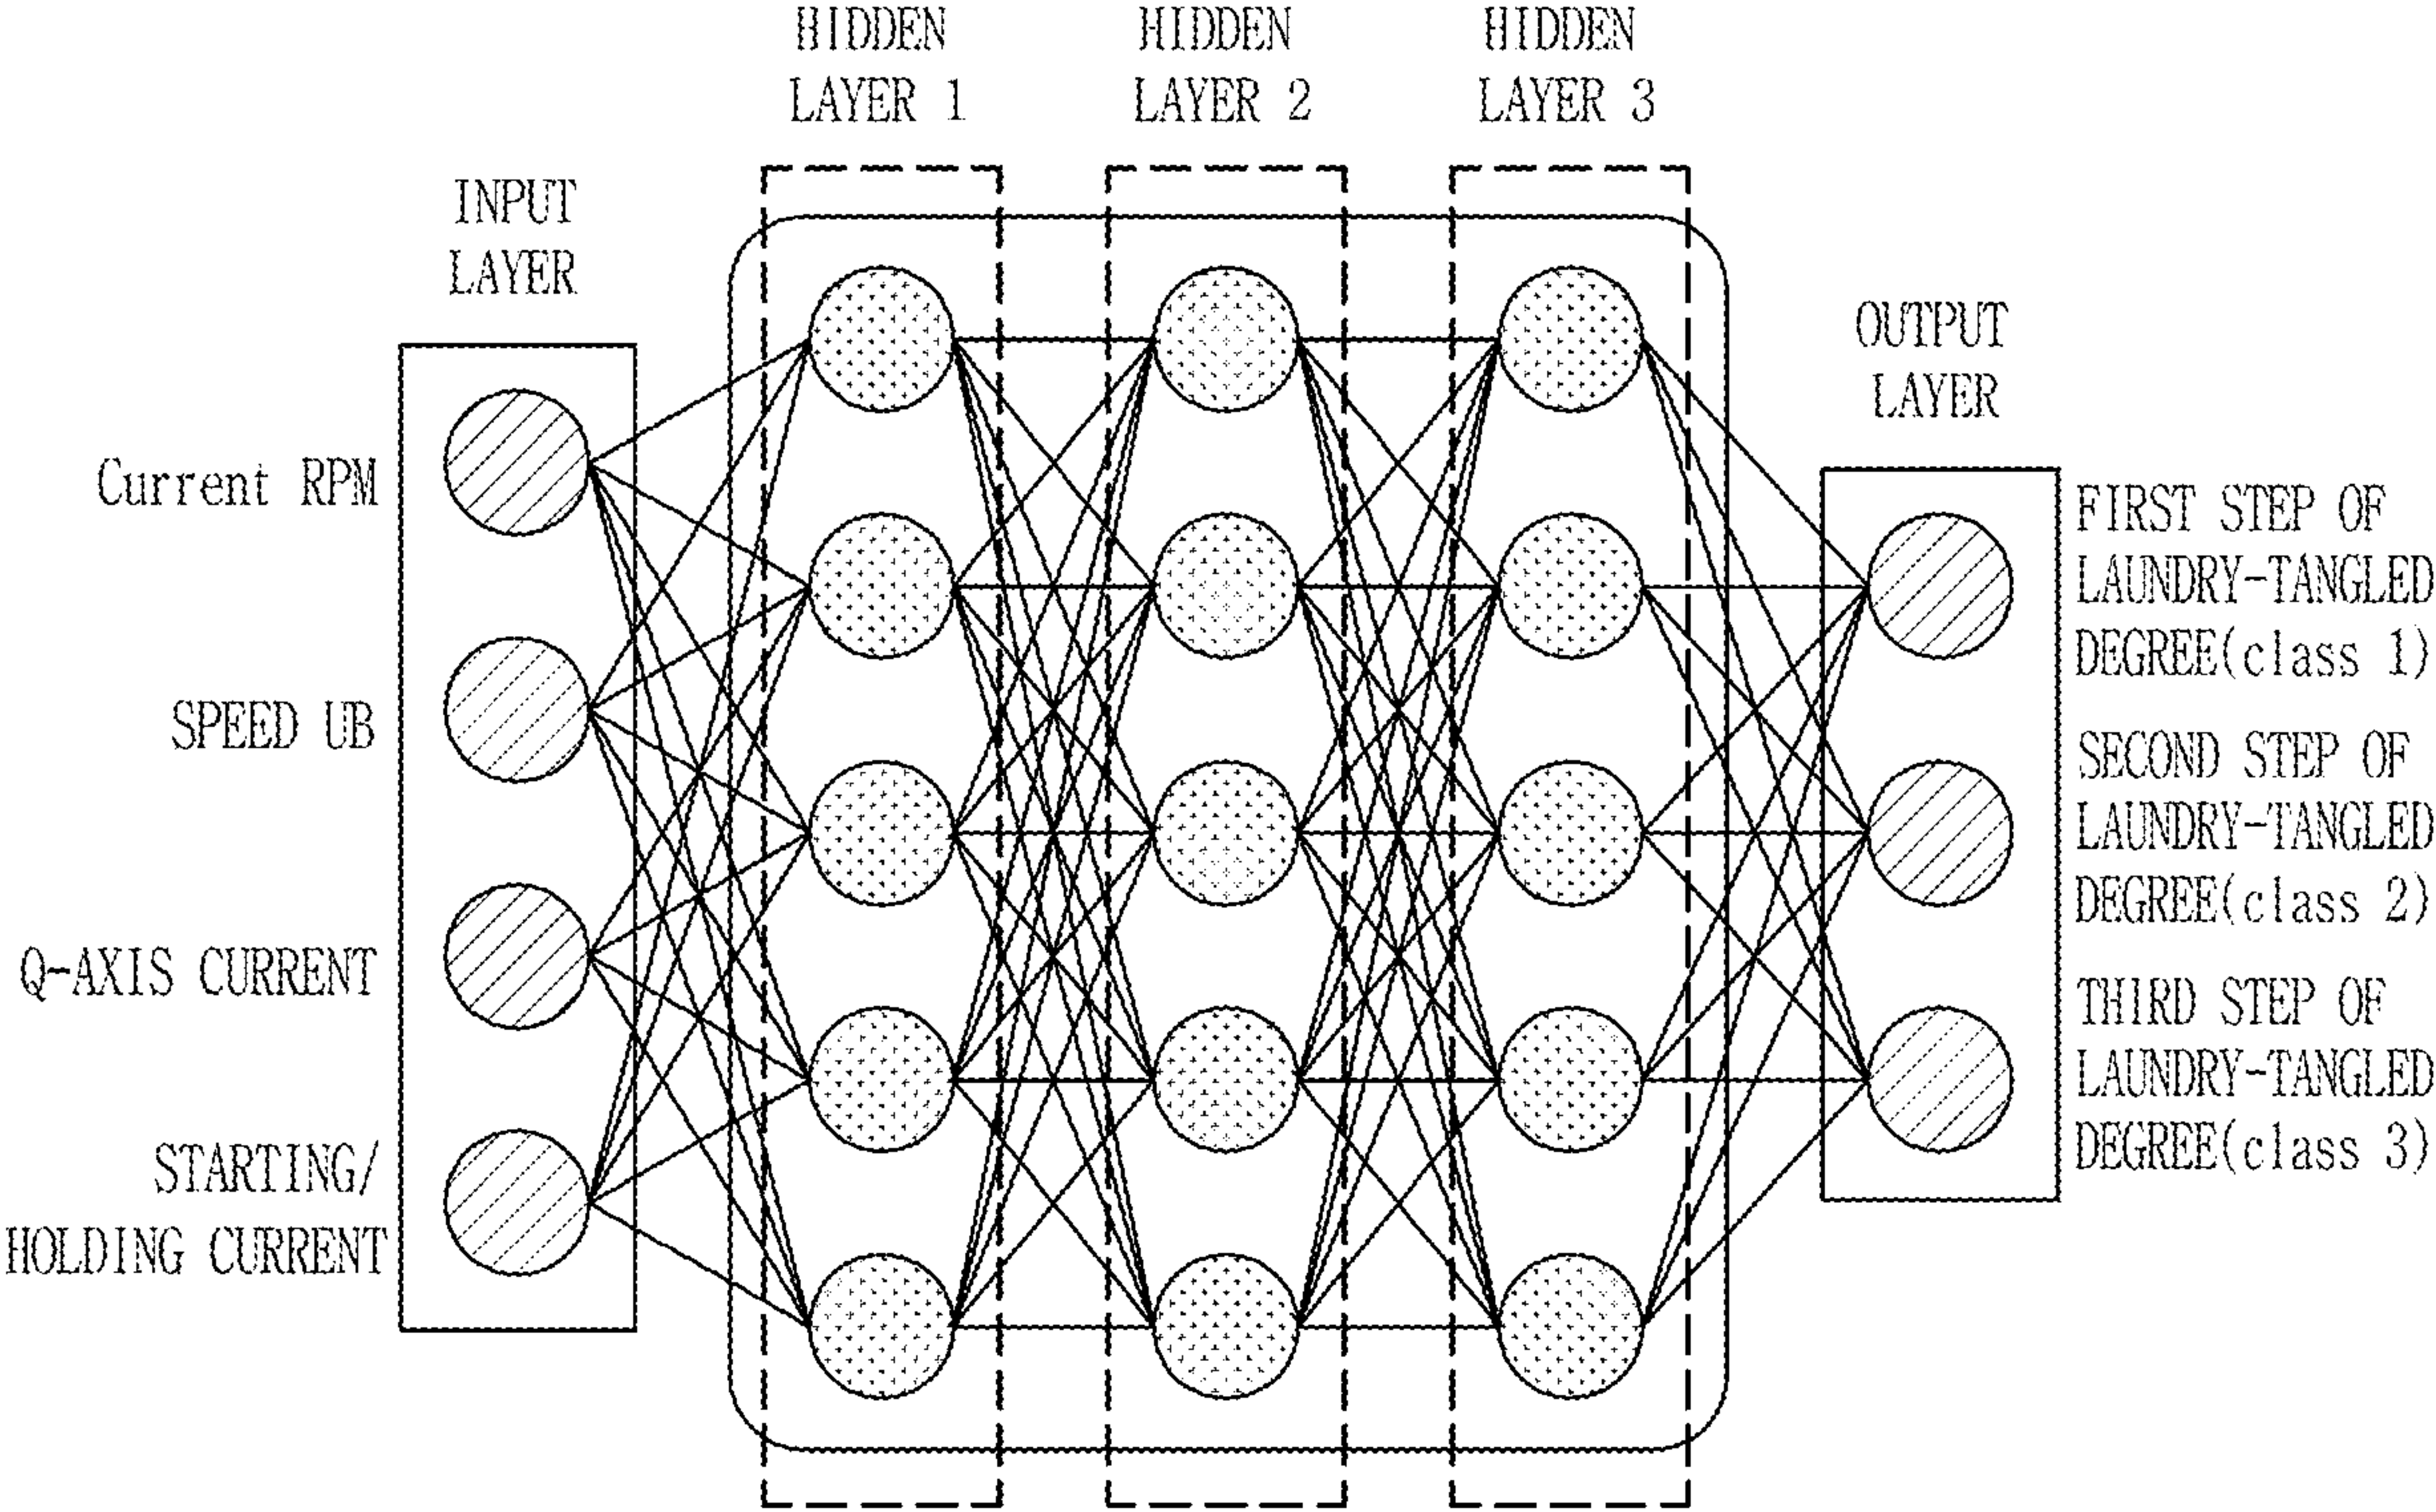 HIDDEN
LAYER 1
HIDDEN
LAYER 2
HIDDEN
LAYER 3
INPUT
LAYER
Current RPM
SPEED UB
Q-AXIS CURRENT
STARTING/
HOLDING CURRENT
OUTPUT
LAYER
FIRST STEP OF
LAUNDRY-TANGLED
DEGREE(class 1)
SECOND STEP OF
LAUNDRY-TANGLED
DEGREE(class 2)
THIRD STEP OF
LAUNDRY-TANGLED
DEGREE(class 3)